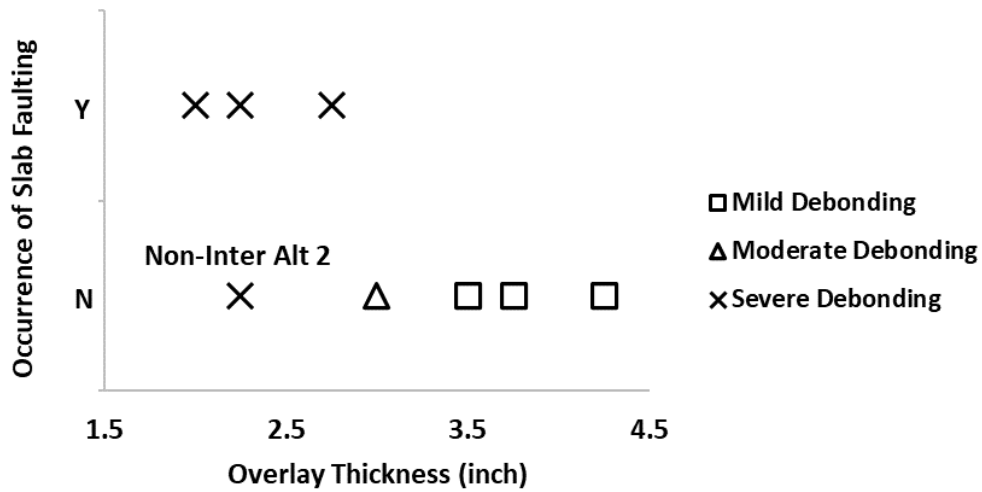 Occurrence of Slab Faulting
Y
N
Non-Inter Alt 2
1.5 2.5 3.5 4.5
Overlay Thickness (inch)
Mild Debonding
Moderate Debonding
Severe Debonding